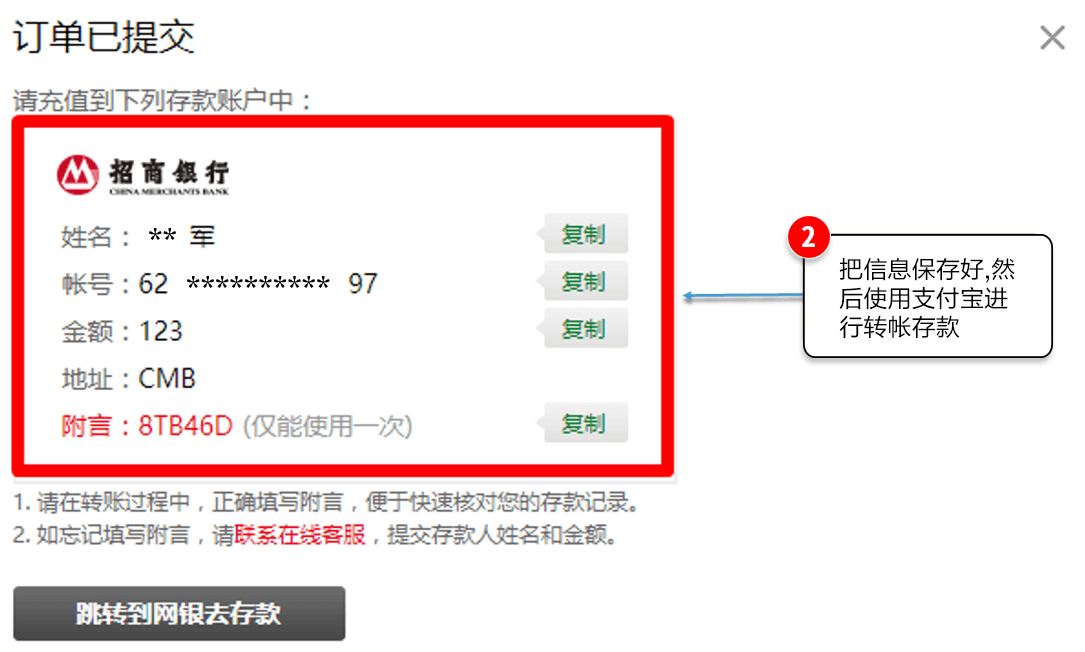 订单已提交
请充值到下列存款账户中：
招商银行
CHINA MERCHANTS BANK
姓名： ** 军 复制
帐号：62 ********** 97 复制
金额：123 复制
地址：CMB
附言：8TB46D (仅能使用一次) 复制
2
把信息保存好,然
后使用支付宝进
行转帐存款
1. 请在转账过程中，正确填写附言，便于快速核对您的存款记录。
2. 如忘记填写附言，请联系在线客服，提交存款人姓名和金额。
跳转到网银去存款